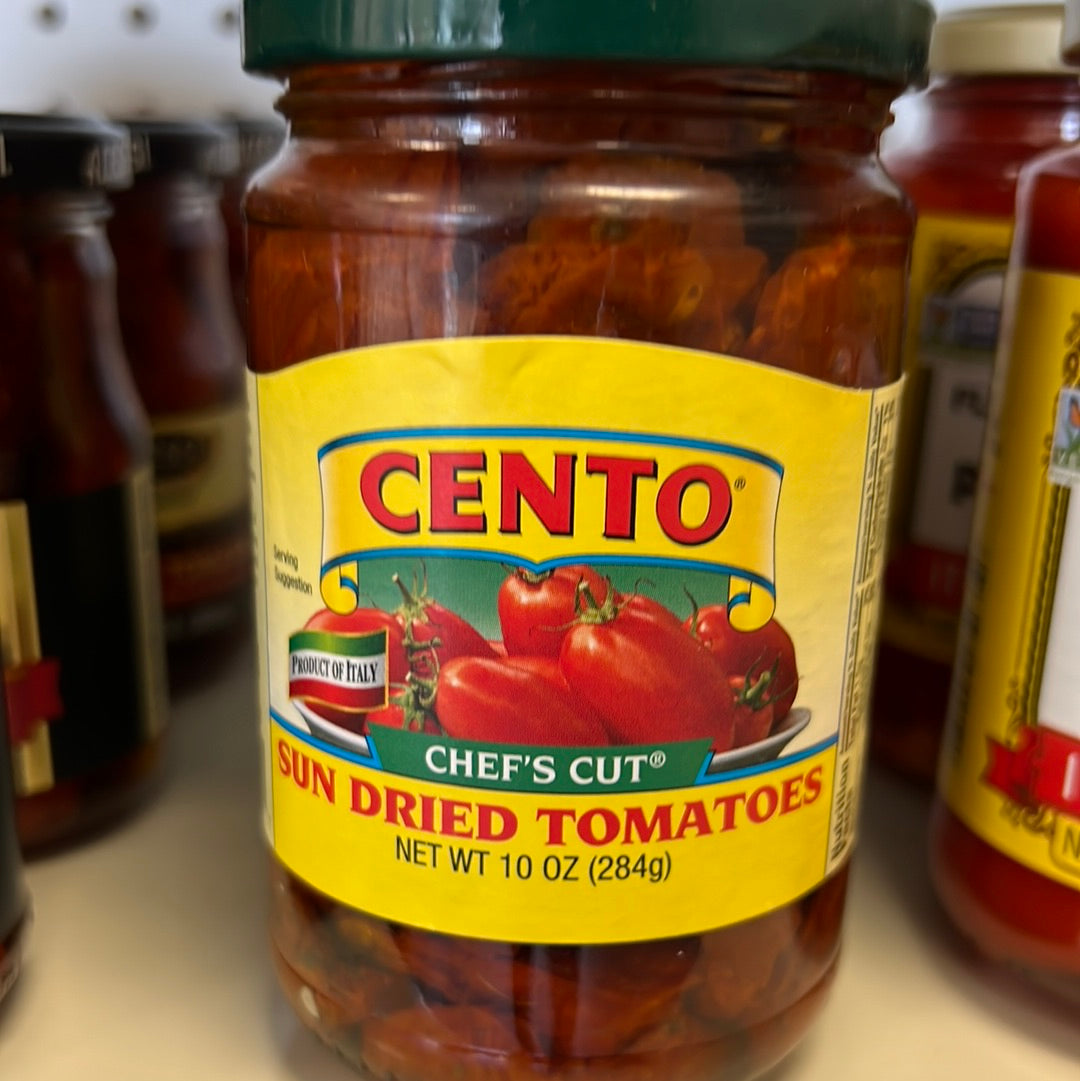 CENTO®
Serving
Suggestion
PRODUCT OF ITALY
CHEF'S CUT®
SUN DRIED TOMATOES
NET WT 10 OZ (284g)